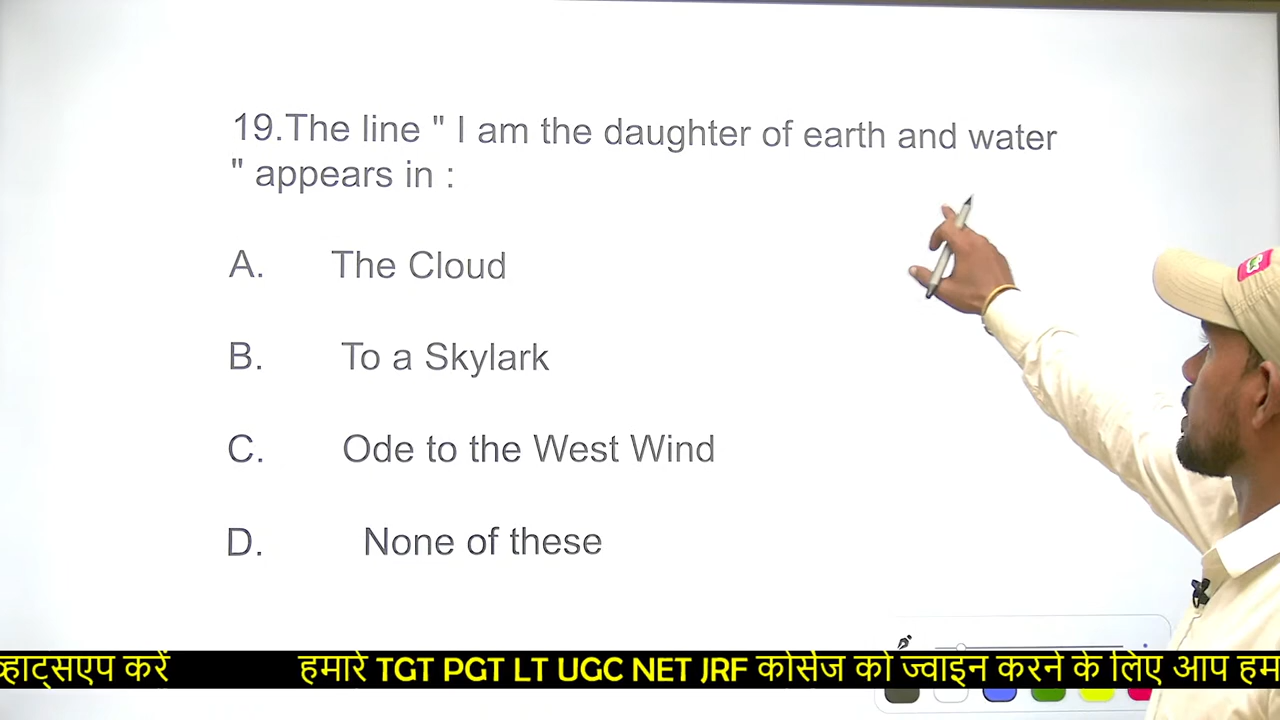 19.The line " I am the daughter of earth and water
" appears in :
A. The Cloud
B. To a Skylark
C. Ode to the West Wind
D. None of these
व्हाट्सएप करें हमारे TGT PGT LT UGC NET JRF कोर्सेज को ज्वाइन करने के लिए आप हम